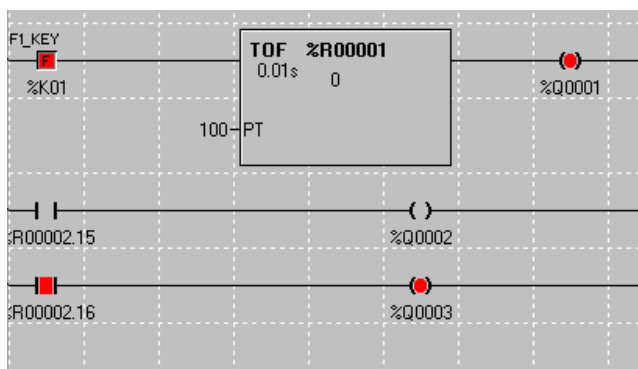 F1_KEY
TOF %R00001
F
0.01s
0
%K01
%Q0001
100
PT
%R00002.15
%Q0002
%R00002.16
%Q0003